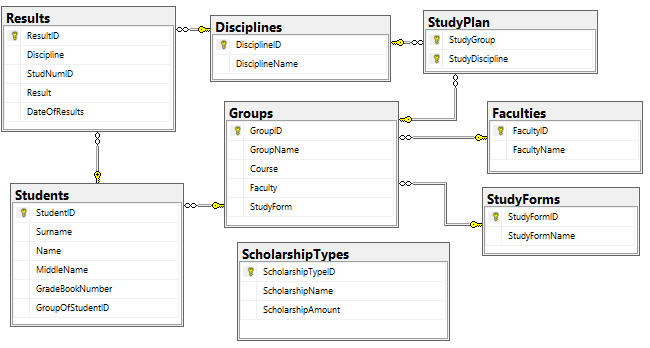 Results
ResultID
Discipline
StudNumID
Result
DateOfResults
Disciplines
DisciplineID
DisciplineName
StudyPlan
StudyGroup
StudyDiscipline
Groups
GroupID
GroupName
Course
Faculty
StudyForm
Faculties
FacultyID
FacultyName
Students
StudentID
Surname
Name
MiddleName
GradeBookNumber
GroupOfStudentID
StudyForms
StudyFormID
StudyFormName
ScholarshipTypes
ScholarshipTypeID
ScholarshipName
ScholarshipAmount